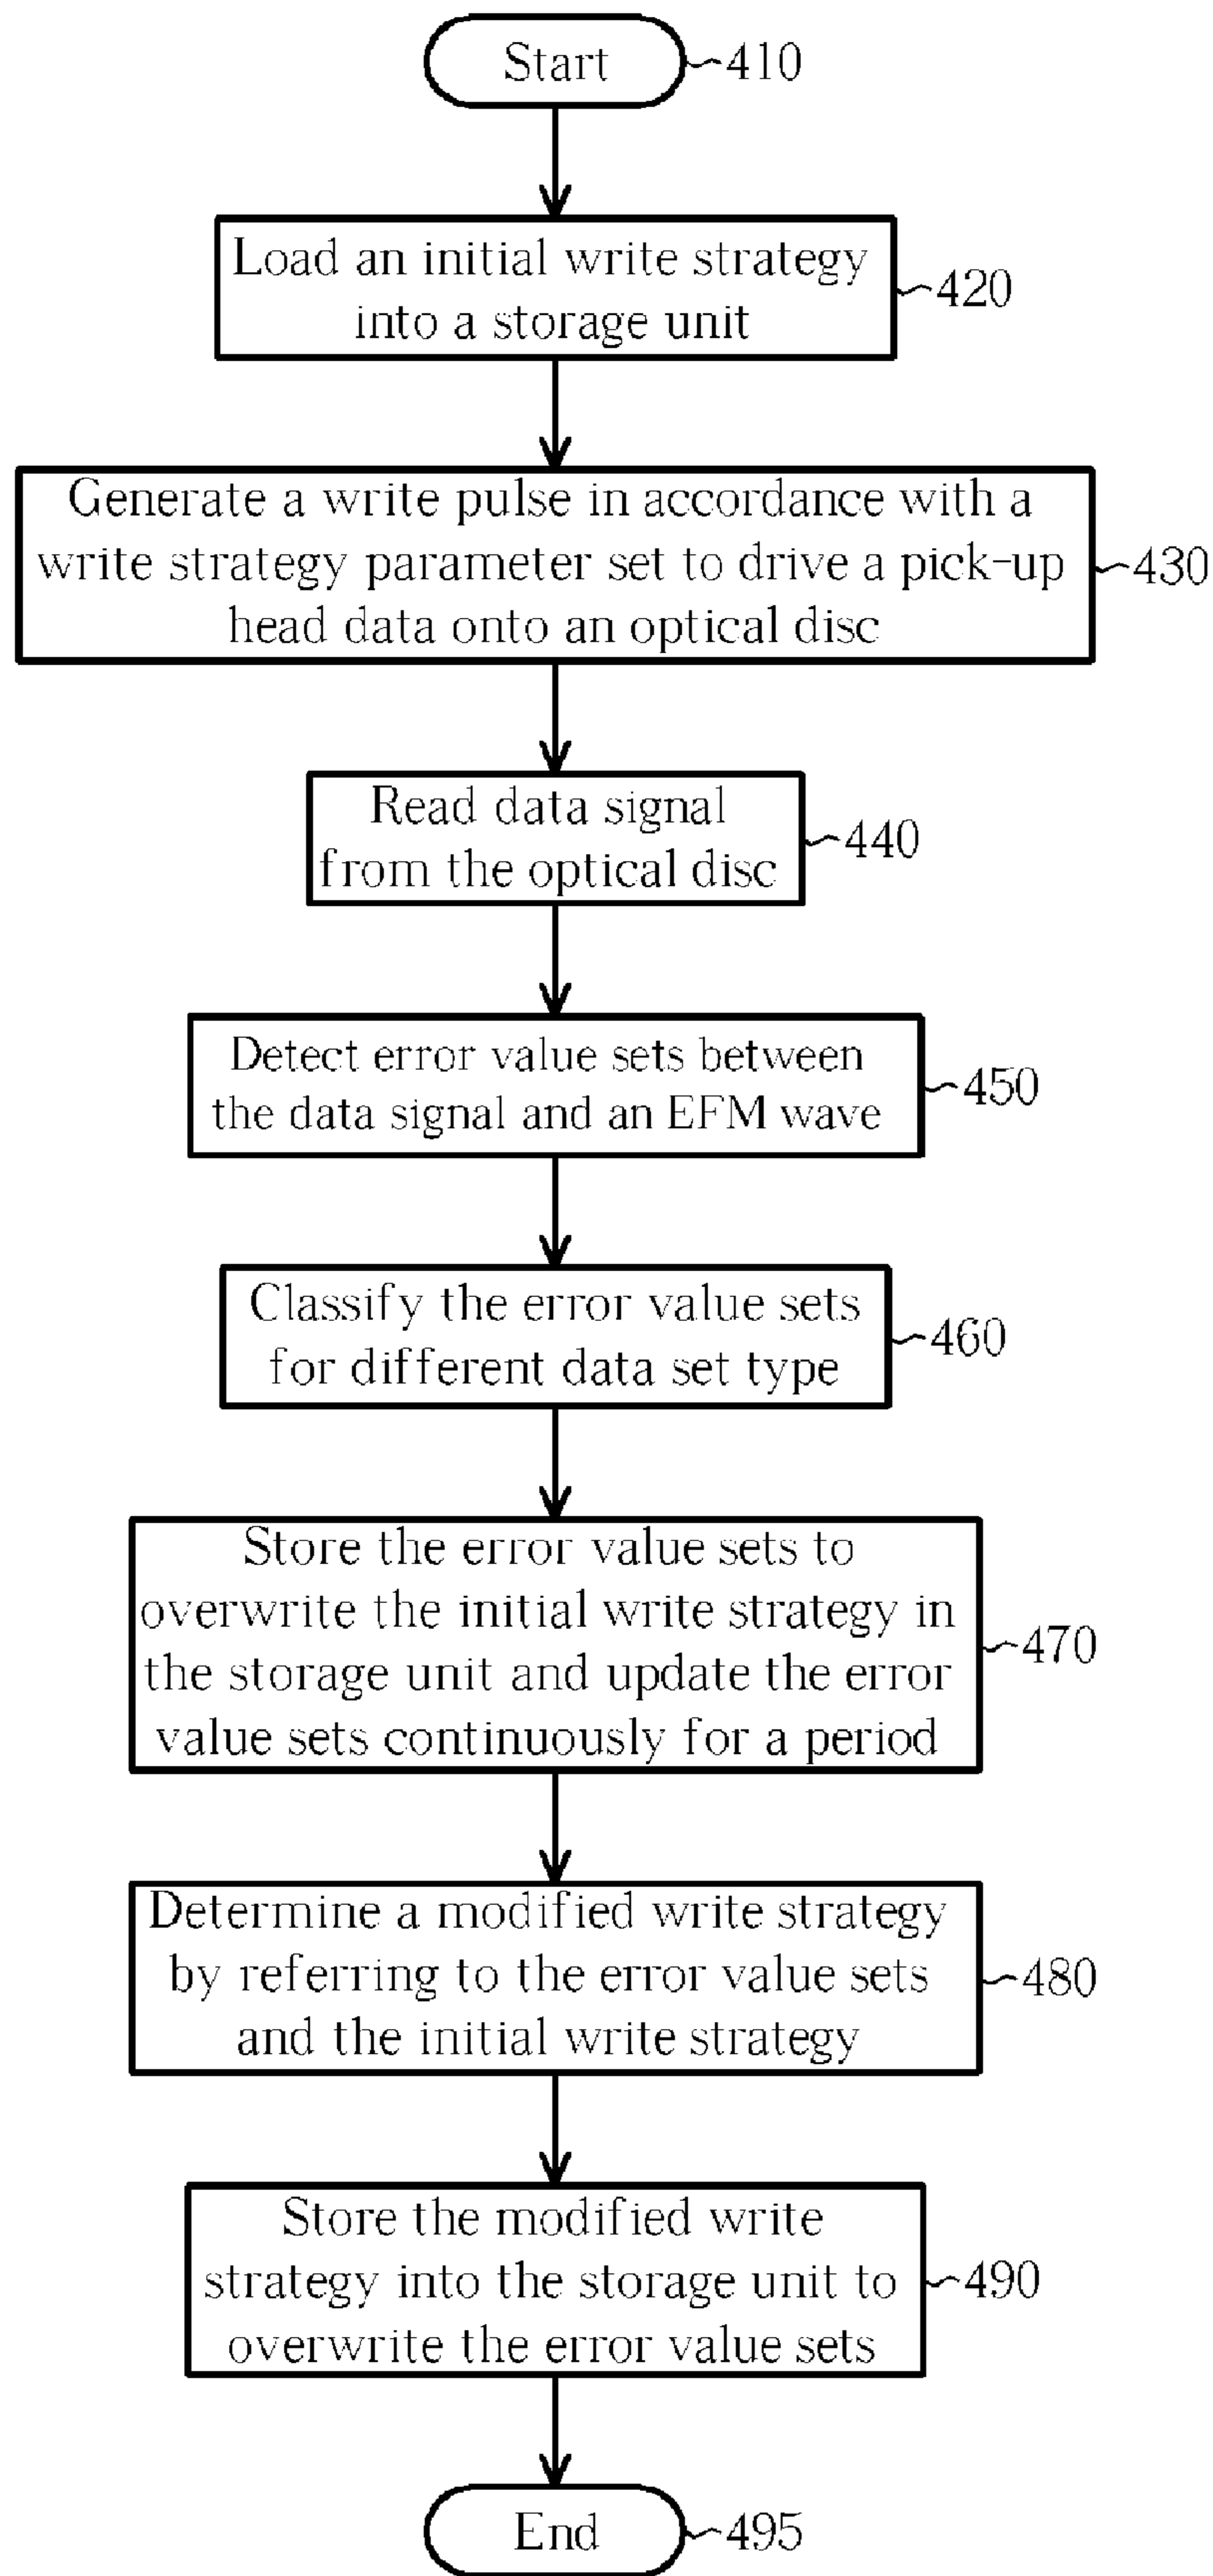 Start
410
Load an initial write strategy
into a storage unit
420
Generate a write pulse in accordance with a
write strategy parameter set to drive a pick-up
head data onto an optical disc
430
Read data signal
from the optical disc
440
Detect error value sets between
the data signal and an EFM wave
450
Classify the error value sets
for different data set type
460
Store the error value sets to
overwrite the initial write strategy in
the storage unit and update the error
value sets continuously for a period
470
Determine a modified write strategy
by referring to the error value sets
and the initial write strategy
480
Store the modified write
strategy into the storage unit to
overwrite the error value sets
490
End
495